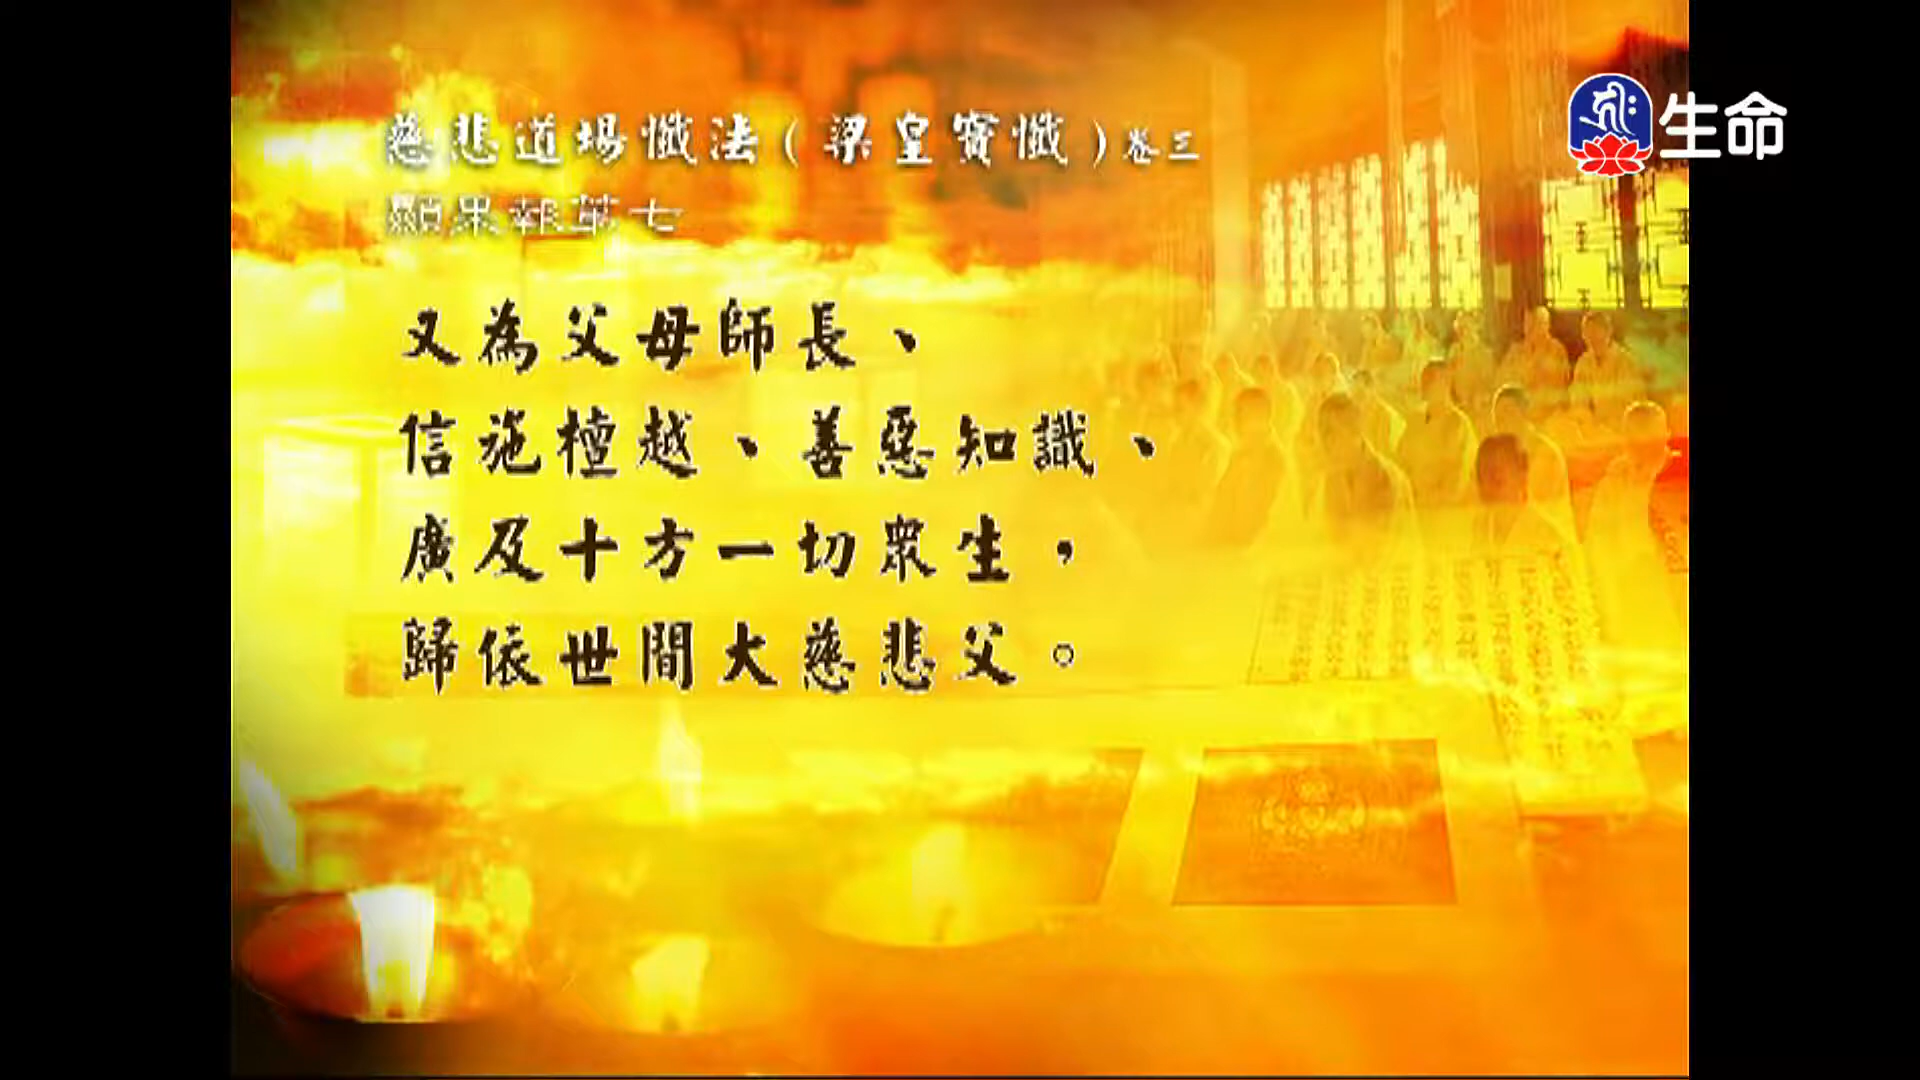 慈悲道場懺法(梁皇寶懺)卷三
顯果報第七
又為父母師長、
信施檀越、善惡知識、
廣及十方一切眾生，
歸依世間大慈悲父。
生命